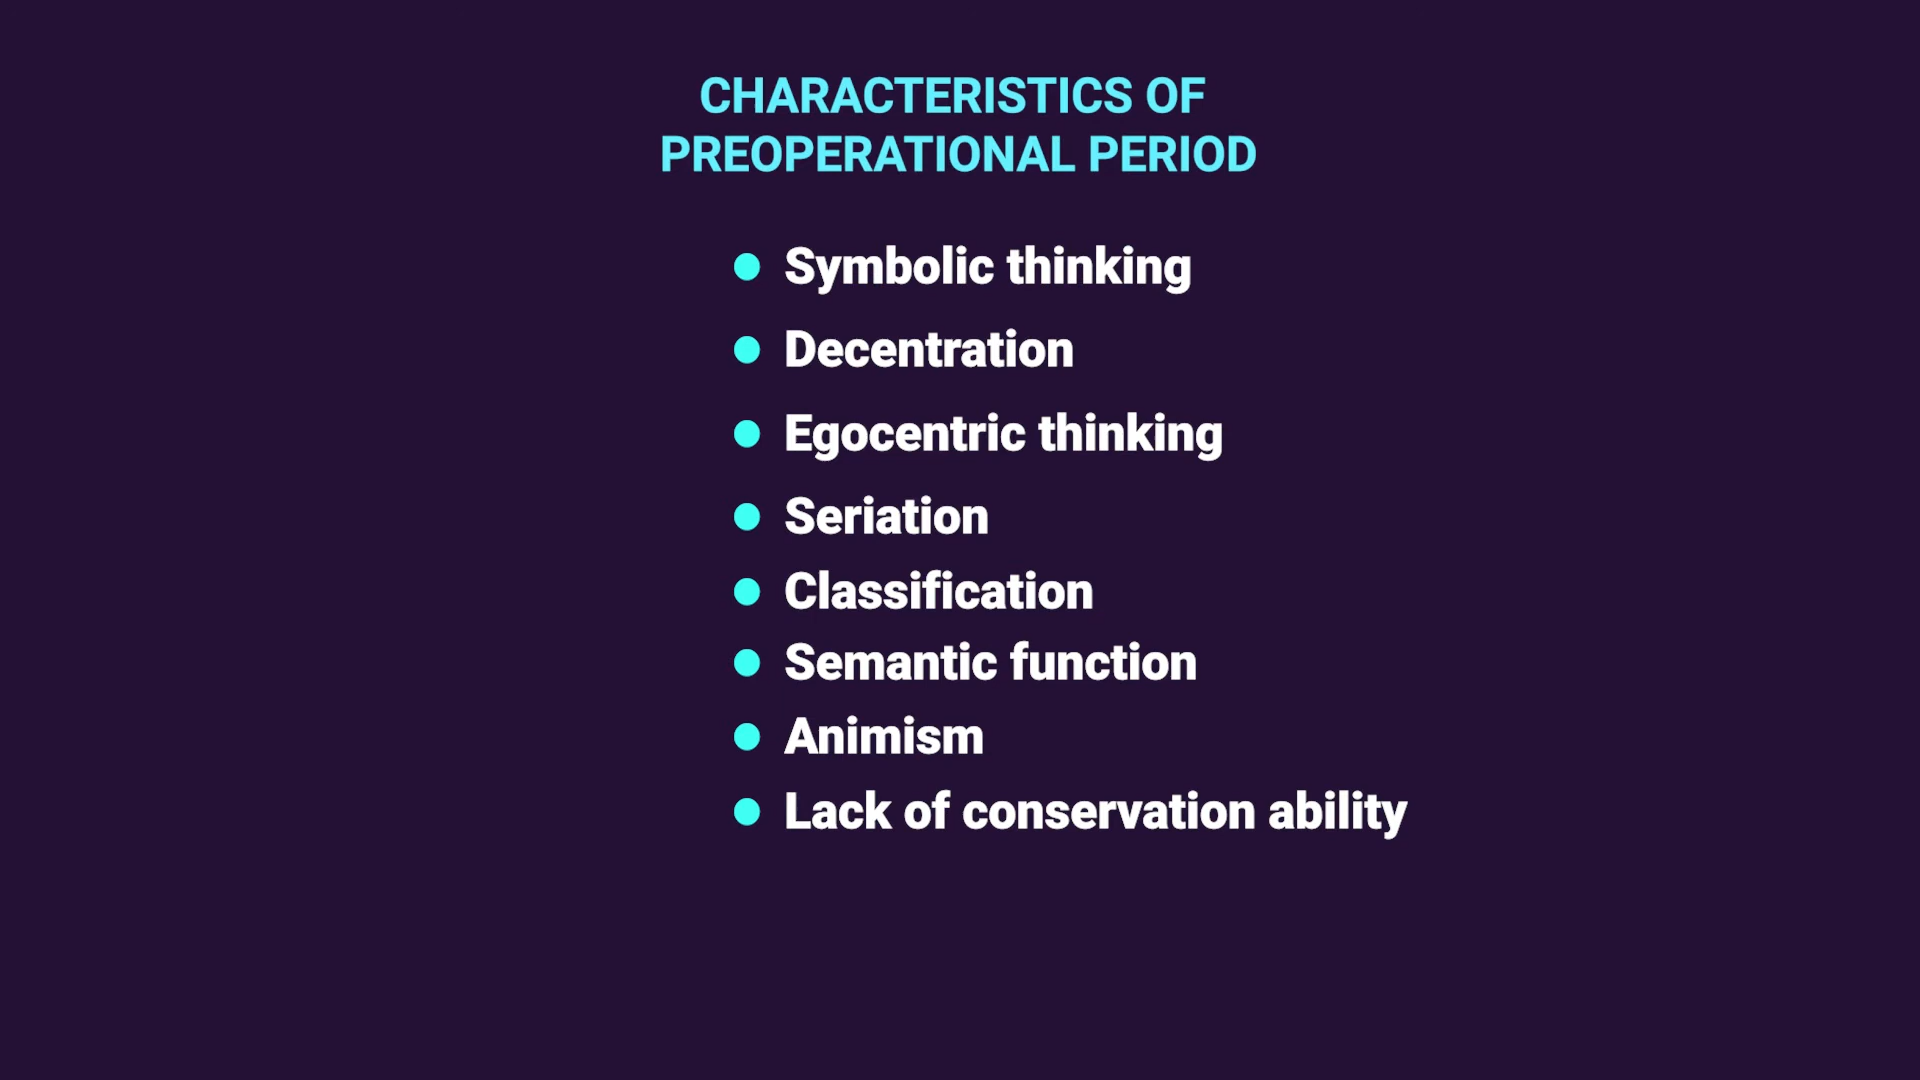 CHARACTERISTICS OF
PREOPERATIONAL PERIOD
Symbolic thinking
Decentration
Egocentric thinking
Seriation
Classification
Semantic function
Animism
Lack of conservation ability